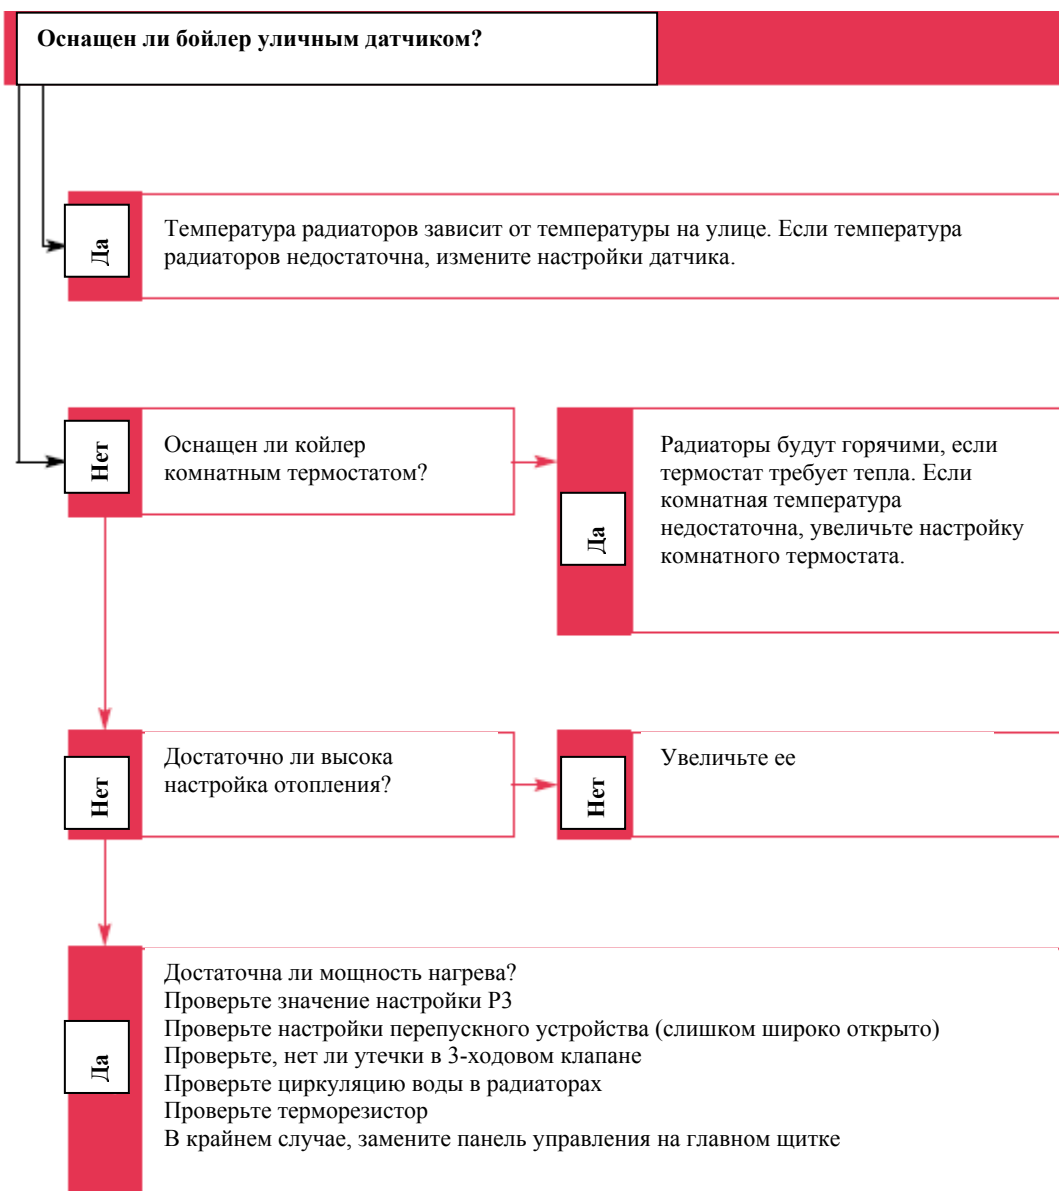 Оснащен ли бойлер уличным датчиком?
Да
Температура радиаторов зависит от температуры на улице. Если температура
радиаторов недостаточна, измените настройки датчика.
Нет
Оснащен ли койлер
комнатным термостатом?
Да
Радиаторы будут горячими, если
термостат требует тепла. Если
комнатная температура
недостаточна, увеличьте настройку
комнатного термостата.
Нет
Достаточно ли высока
настройка отопления?
Нет
Увеличьте ее
Да
Достаточна ли мощность нагрева?
Проверьте значение настройки Р3
Проверьте настройки перепускного устройства (слишком широко открыто)
Проверьте, нет ли утечки в 3-ходовом клапане
Проверьте циркуляцию воды в радиаторах
Проверьте терморезистор
В крайнем случае, замените панель управления на главном щитке